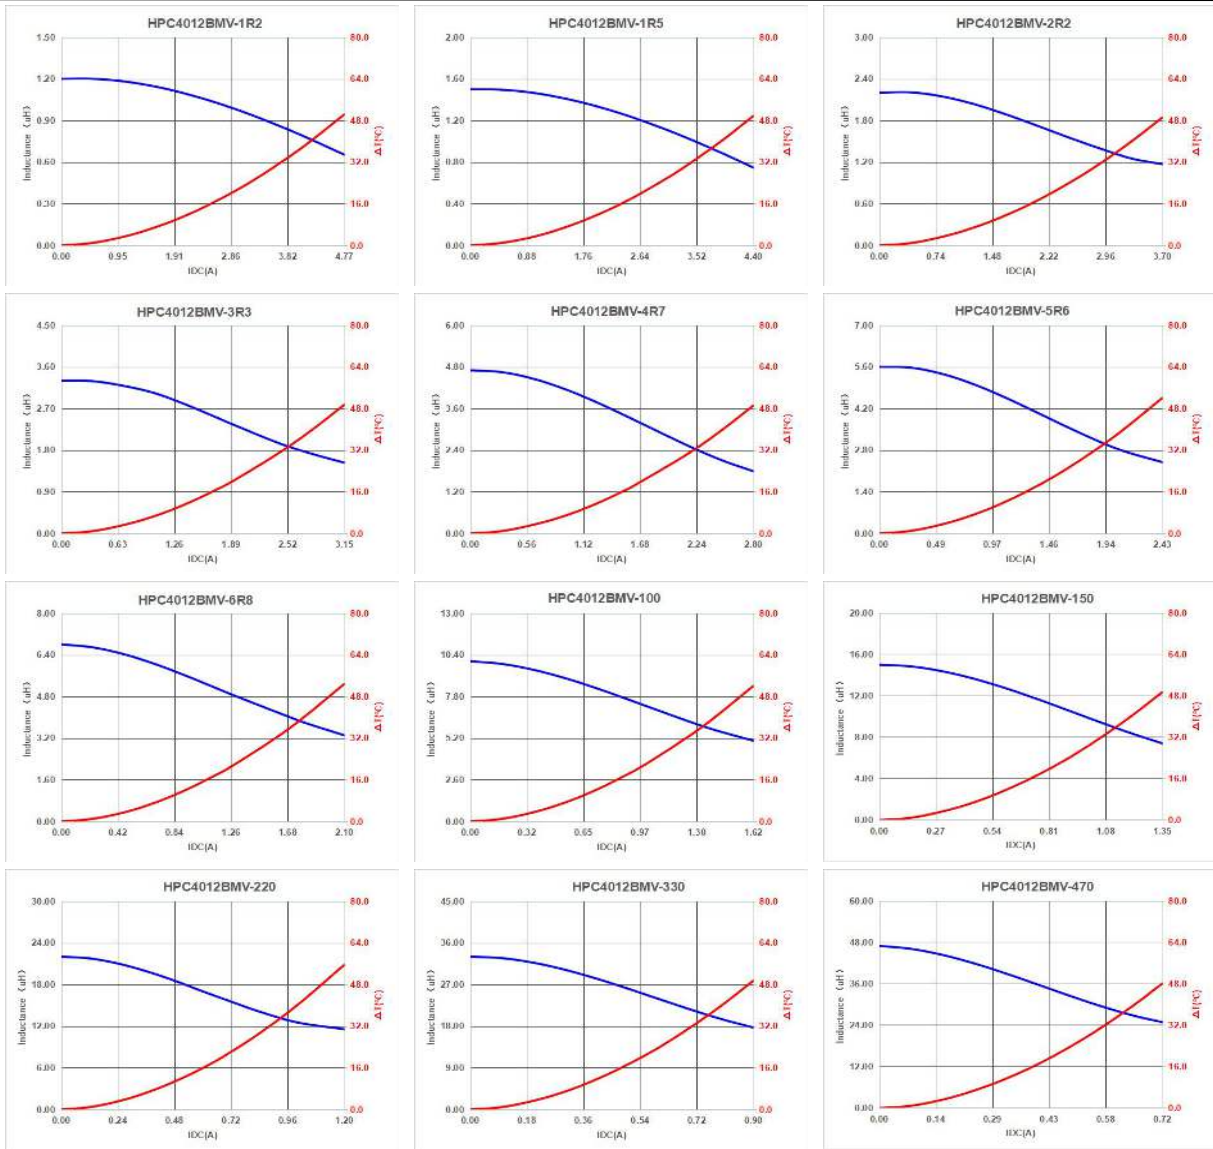 HPC4012BMV-1R2
1.50 80.0
1.20 64.0
0.90 48.0
0.60 32.0
0.30 16.0
0.00 0.0
Inductance (uH)
ΔT(℃)
0.00 0.95 1.91 2.86 3.82 4.77
IDC(A)
HPC4012BMV-1R5
2.00 80.0
1.60 64.0
1.20 48.0
0.80 32.0
0.40 16.0
0.00 0.0
Inductance (uH)
ΔT(℃)
0.00 0.88 1.76 2.64 3.52 4.40
IDC(A)
HPC4012BMV-2R2
3.00 80.0
2.40 64.0
1.80 48.0
1.20 32.0
0.60 16.0
0.00 0.0
Inductance (uH)
ΔT(℃)
0.00 0.74 1.48 2.22 2.96 3.70
IDC(A)
HPC4012BMV-3R3
4.50 80.0
3.60 64.0
2.70 48.0
1.80 32.0
0.90 16.0
0.00 0.0
Inductance (uH)
ΔT(℃)
0.00 0.63 1.26 1.89 2.52 3.15
IDC(A)
HPC4012BMV-4R7
6.00 80.0
4.80 64.0
3.60 48.0
2.40 32.0
1.20 16.0
0.00 0.0
Inductance (uH)
ΔT(℃)
0.00 0.56 1.12 1.68 2.24 2.80
IDC(A)
HPC4012BMV-5R6
7.00 80.0
5.60 64.0
4.20 48.0
2.80 32.0
1.40 16.0
0.00 0.0
Inductance (uH)
ΔT(℃)
0.00 0.49 0.97 1.46 1.94 2.43
IDC(A)
HPC4012BMV-6R8
8.00 80.0
6.40 64.0
4.80 48.0
3.20 32.0
1.60 16.0
0.00 0.0
Inductance (uH)
ΔT(℃)
0.00 0.42 0.84 1.26 1.68 2.10
IDC(A)
HPC4012BMV-100
13.00 80.0
10.40 64.0
7.80 48.0
5.20 32.0
2.60 16.0
0.00 0.0
Inductance (uH)
ΔT(℃)
0.00 0.32 0.65 0.97 1.30 1.62
IDC(A)
HPC4012BMV-150
20.00 80.0
16.00 64.0
12.00 48.0
8.00 32.0
4.00 16.0
0.00 0.0
Inductance (uH)
ΔT(℃)
0.00 0.27 0.54 0.81 1.08 1.35
IDC(A)
HPC4012BMV-220
30.00 80.0
24.00 64.0
18.00 48.0
12.00 32.0
6.00 16.0
0.00 0.0
Inductance (uH)
ΔT(℃)
0.00 0.24 0.48 0.72 0.96 1.20
IDC(A)
HPC4012BMV-330
45.00 80.0
36.00 64.0
27.00 48.0
18.00 32.0
9.00 16.0
0.00 0.0
Inductance (uH)
ΔT(℃)
0.00 0.18 0.36 0.54 0.72 0.90
IDC(A)
HPC4012BMV-470
60.00 80.0
48.00 64.0
36.00 48.0
24.00 32.0
12.00 16.0
0.00 0.0
Inductance (uH)
ΔT(℃)
0.00 0.14 0.29 0.43 0.58 0.72
IDC(A)